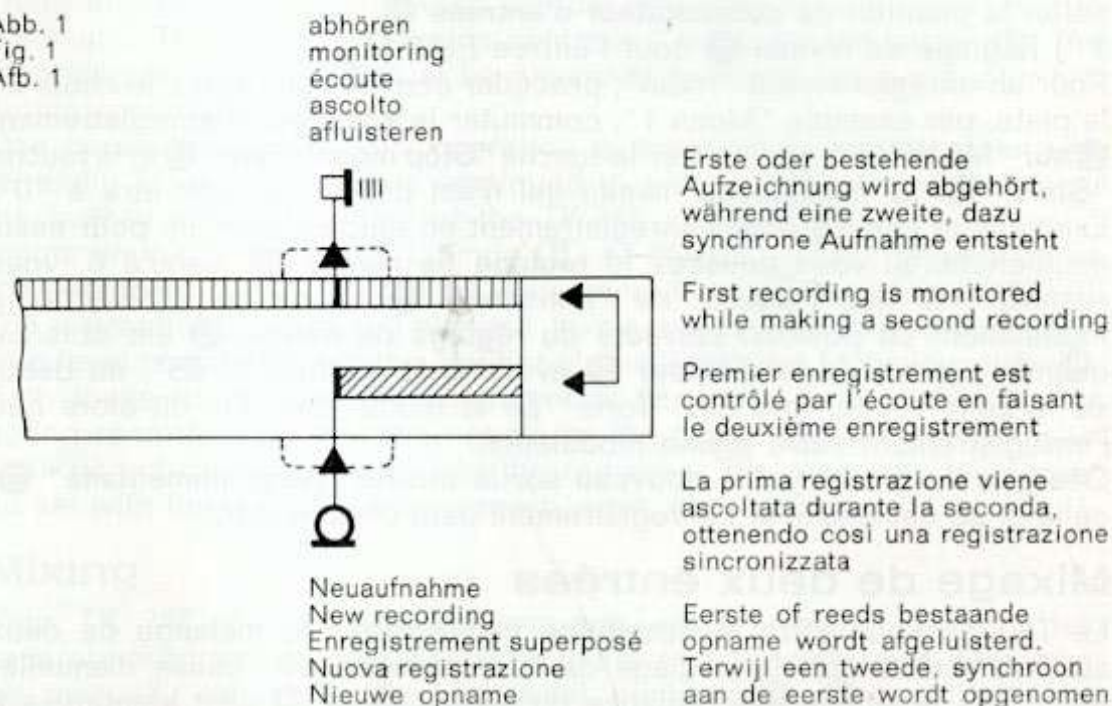 Abb. 1
Fig. 1
Afb. 1
abhören
monitoring
écoute
ascolto
afluisteren
Erste oder bestehende
Aufzeichnung wird abgehört,
während eine zweite, dazu
synchrone Aufnahme entsteht
First recording is monitored
while making a second recording
Premier enregistrement est
contrôlé par l'écoute en faisant
le deuxième enregistrement
La prima registrazione viene
ascoltata durante la seconda,
ottenendo così una registrazione
sincronizzata
Neuaufnahme
New recording
Enregistrement superposé
Nuova registrazione
Nieuwe opname
Eerste of reeds bestaande
opname wordt afgeluisterd.
Terwijl een tweede, synchroon
aan de eerste wordt opgenomen